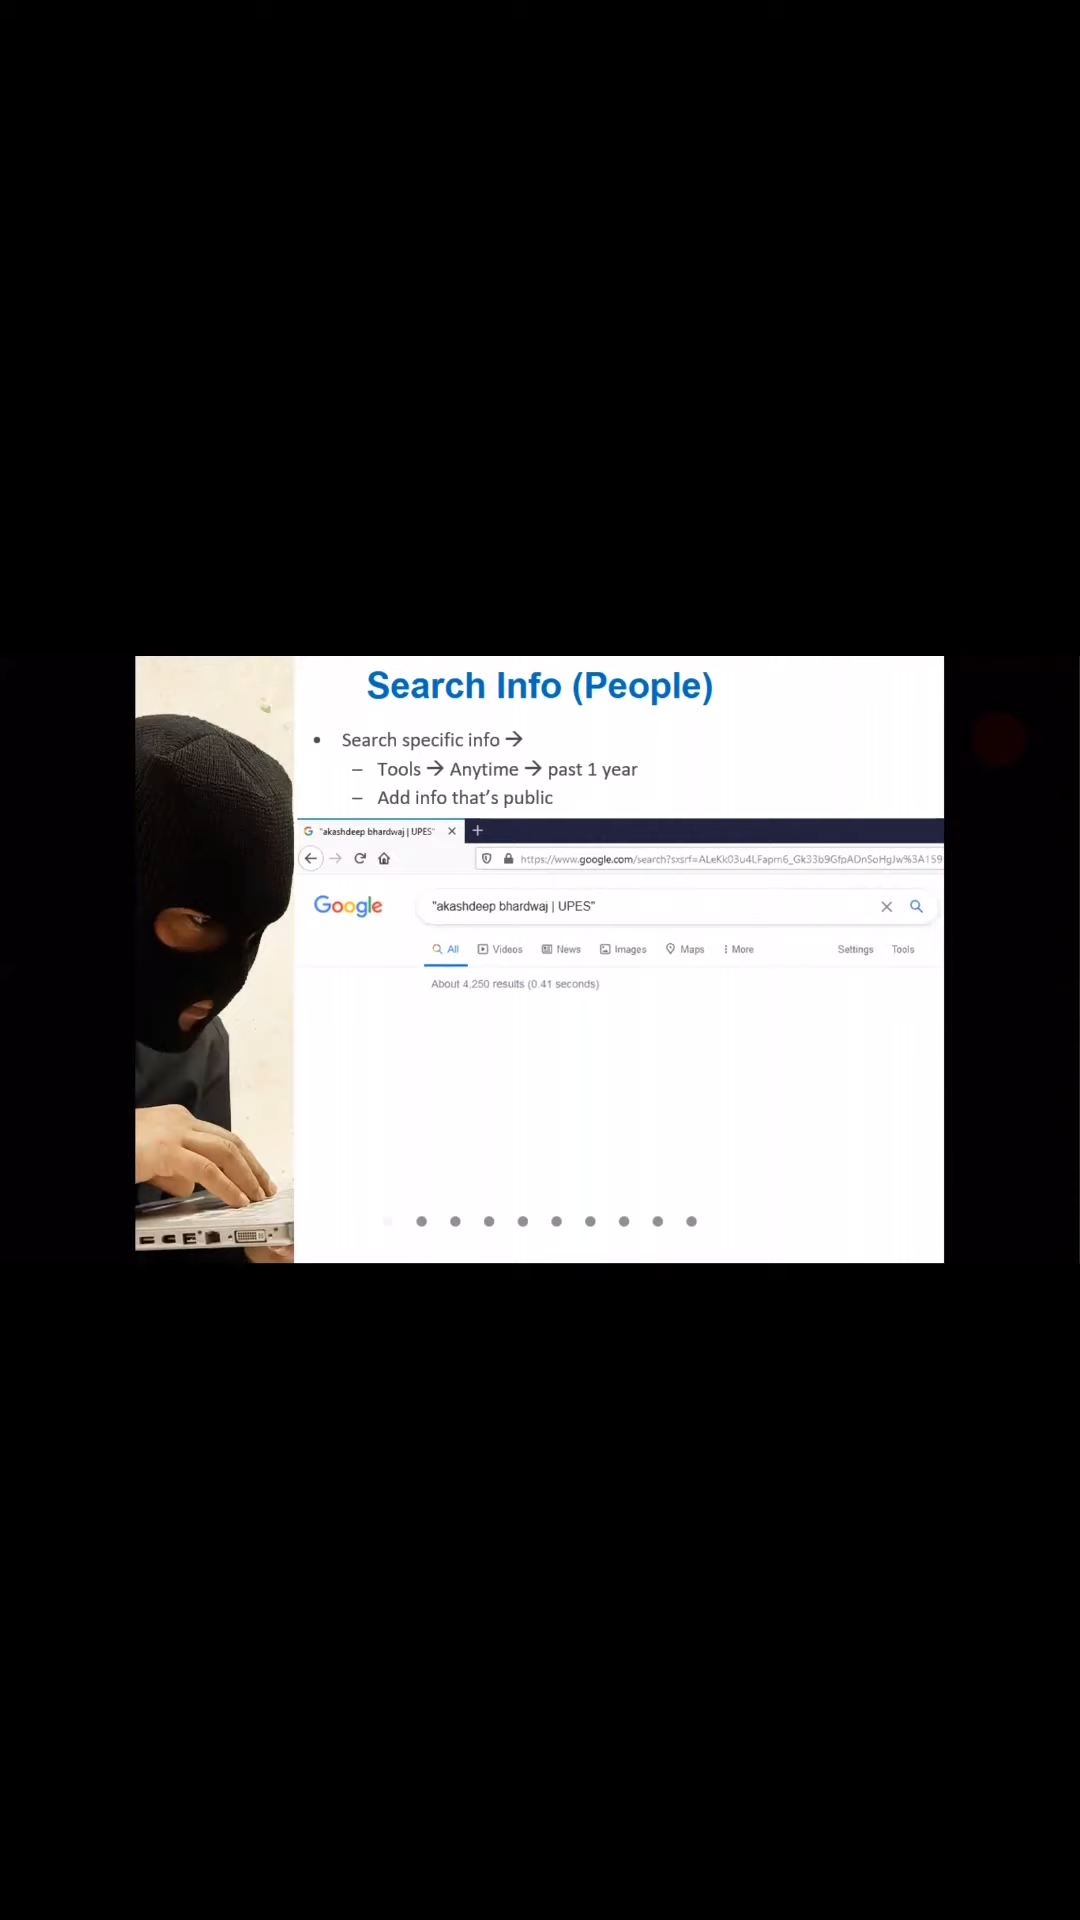 Search Info (People)
• Search specific info →
– Tools → Anytime → past 1 year
– Add info that's public
"akashdeep bhardwaj | UPES"
https://www.google.com/search?sxsrf=ALeKk03u4LFapm6_Gk33b9GfpADnSoHgJw%3A159
Google
"akashdeep bhardwaj | UPES"
All Videos News Images Maps More Settings Tools
About 4,250 results (0.41 seconds)